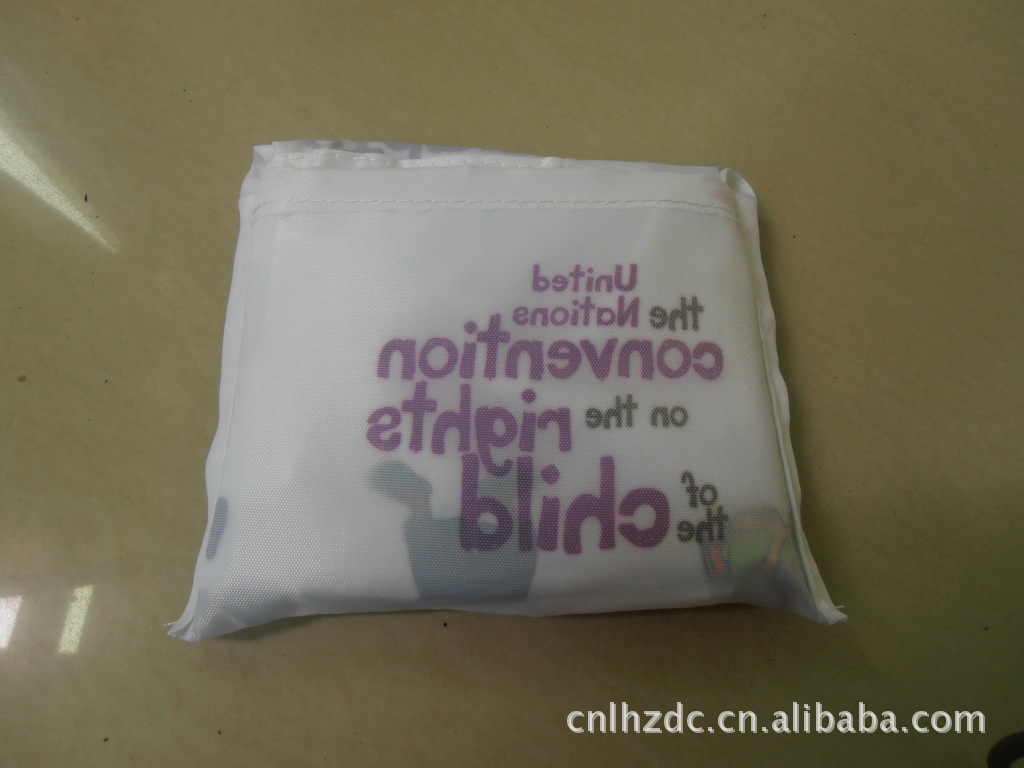 United
the Nations
convention
on the rights
of the child
cnlhzdc.cn.alibaba.com